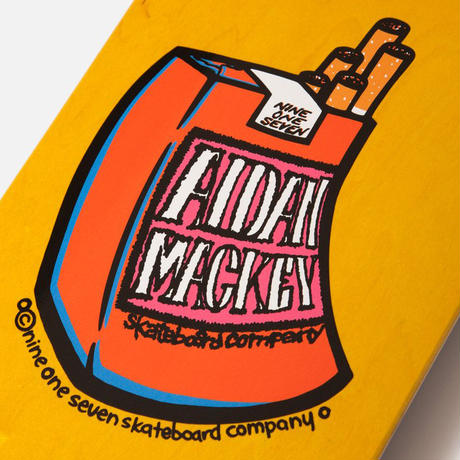 NINE
ONE
SEVEN
AIDAN
MACKEY
skateboard company
©nine one seven skateboard company